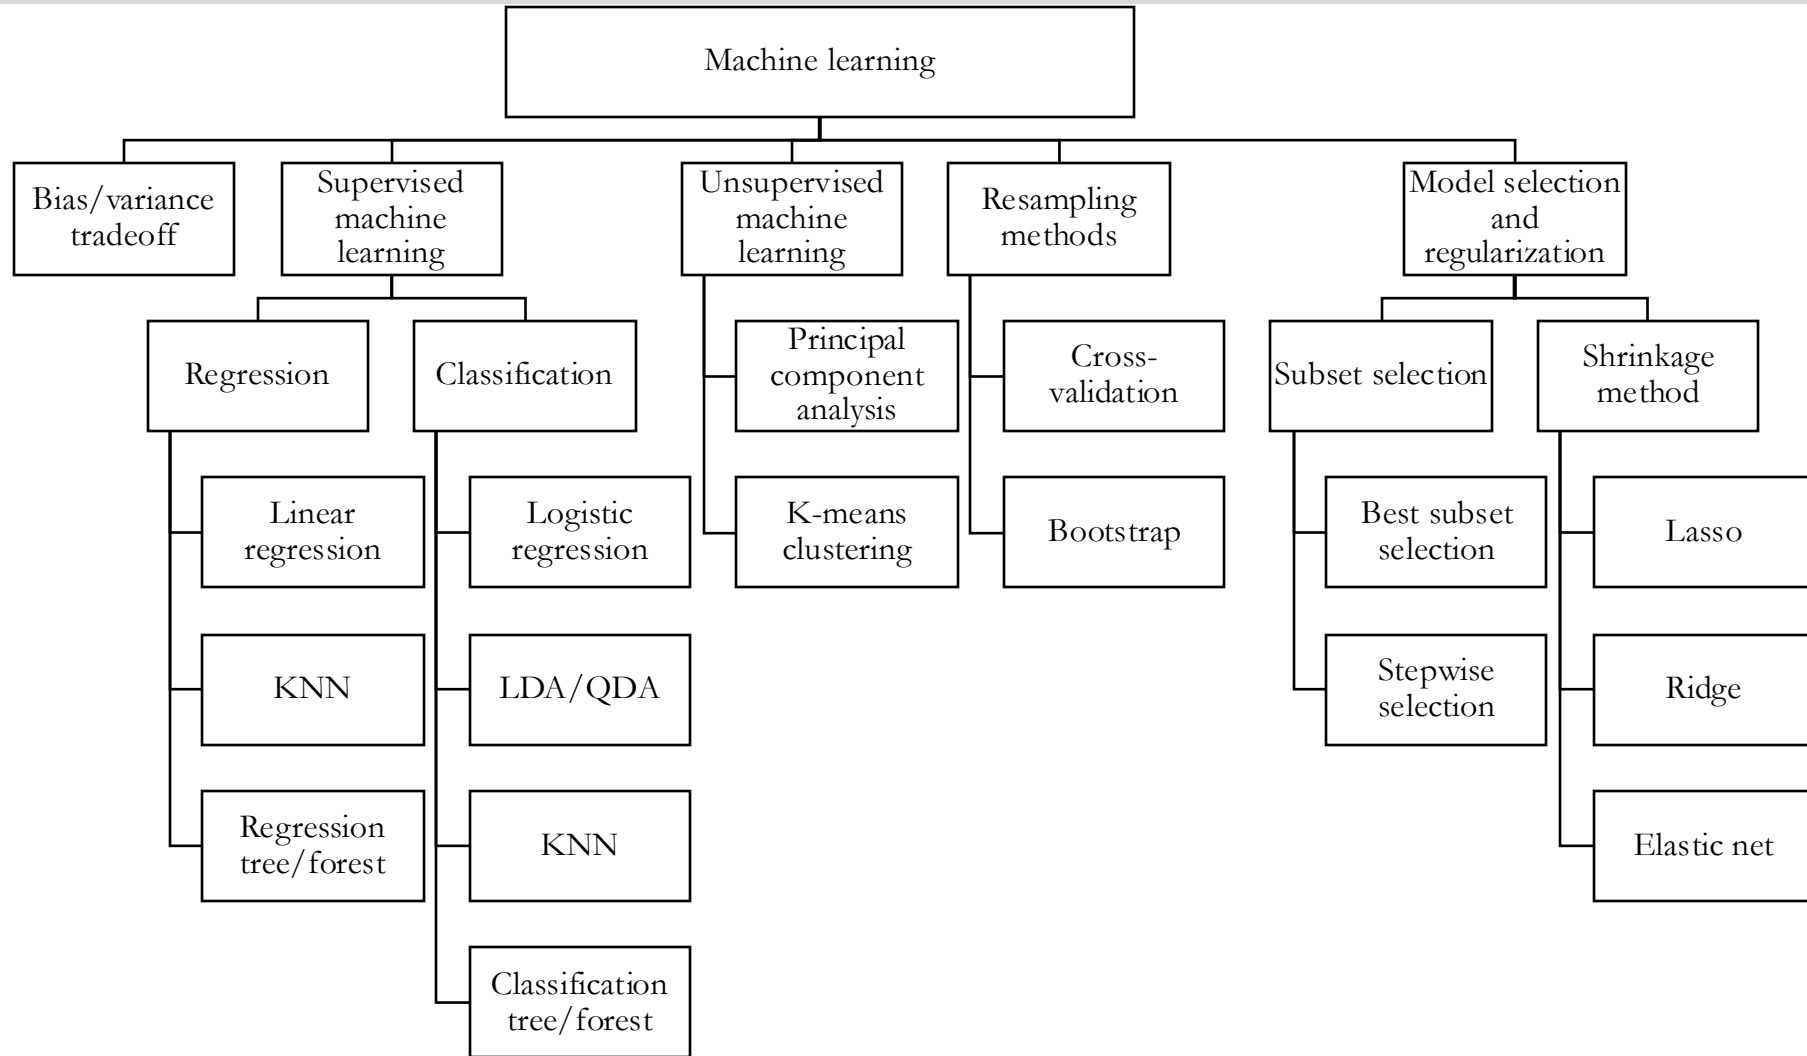 Machine learning
Bias/variance
tradeoff
Supervised
machine
learning
Unsupervised
machine
learning
Resampling
methods
Model selection
and
regularization
Regression
Classification
Principal
component
analysis
Cross-
validation
Subset selection
Shrinkage
method
Linear
regression
Logistic
regression
K-means
clustering
Bootstrap
Best subset
selection
Lasso
KNN
LDA/QDA
Stepwise
selection
Ridge
Regression
tree/forest
KNN
Elastic net
Classification
tree/forest